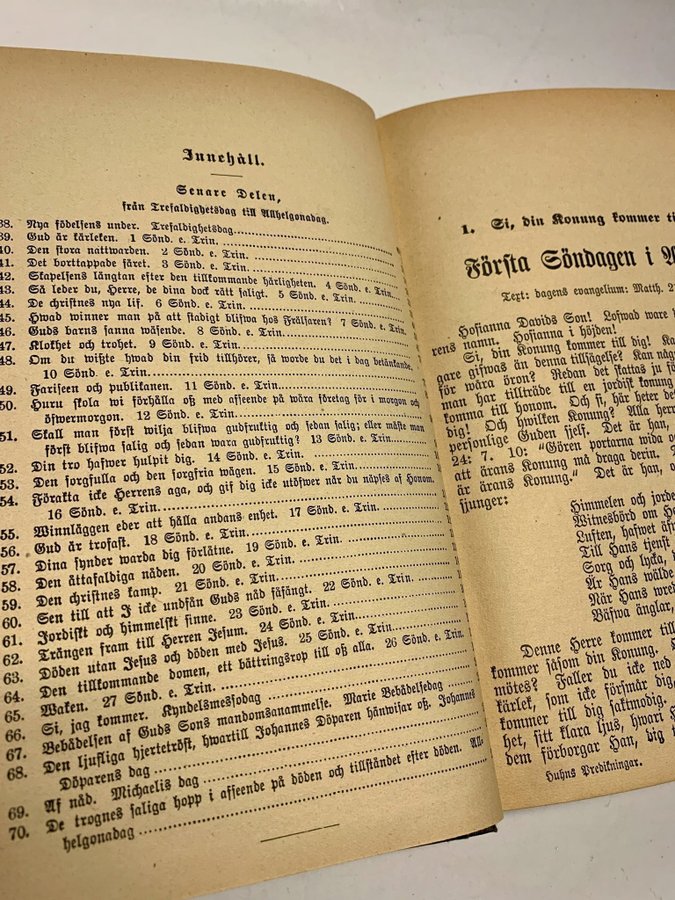 Innehåll.
Senare Delen,
från Trefaldighetsdag till Allhelgonadag.
38. Nya födelsens under. Trefaldighetsdag
39. Gud är kärleken. 1 Sönd. e. Trin.
40. Den stora nattwarden. 2 Sönd. e. Trin.
41. Det borttappade fåret. 3 Sönd. e. Trin.
42. Skapelsens längtan efter den tillkommande härligheten. 4 Sönd. e. Trin.
43. Så leder du, Herre, de dina dock rätt saligt. 5 Sönd. e. Trin.
44. De christnes nya lif. 6 Sönd. e. Trin.
45. Hwad winner man på att stadigt blifwa hos Frälsaren? 7 Sönd. e. Trin.
46. Guds barns sanna wäsende. 8 Sönd. e. Trin.
47. Klokhet och trohet. 9 Sönd. e. Trin.
48. Om du wißte hwad din frid tillhörer, så worde du det i dag betänkande.
10 Sönd. e. Trin.
49. Fariseen och publikanen. 11 Sönd. e. Trin.
50. Huru skola wi förhålla oß med afseende på wåra företag för i morgon och
öfwermorgon. 12 Sönd. e. Trin.
51. Skall man först wilja blifwa gudfruktig och sedan salig; eller måste man
först blifwa salig och sedan wara gudfruktig? 13 Sönd. e. Trin.
52. Din tro hafwer hulpit dig. 14 Sönd. e. Trin.
53. Den sorgfulla och den sorgfria wägen. 15 Sönd. e. Trin.
54. Förakta icke Herrens aga, och gif dig icke utöfwer när du näpses af Honom.
16 Sönd. e. Trin.
55. Winnläggen eder att hålla andans enhet. 17 Sönd. e. Trin.
56. Gud är trofast. 18 Sönd. e. Trin.
57. Dina synder warda dig förlåtne. 19 Sönd. e. Trin.
58. Den åttafaldiga nåden. 20 Sönd. e. Trin.
59. Den christnes kamp. 21 Sönd. e. Trin.
60. Sen till att I icke undfån Guds nåd fåfängt. 22 Sönd. e. Trin.
61. Jordiskt och himmelskt sinne. 23 Sönd. e. Trin.
62. Trången fram till Herren Jesum. 24 Sönd. e. Trin.
63. Döden utan Jesus och döden med Jesus. 25 Sönd. e. Trin.
64. Den tillkommande domen, ett bättringsrop till oß alla. 26 Sönd. e. Trin.
65. Waken. 27 Sönd. e. Trin.
66. Si, jag kommer. Kyndelsmessodag
67. Bebådelsen af Guds Sons mandomsanammelse. Marie Bebådelsedag
68. Den ljufliga hjertetröst, hwartill Johannes Döparen hänwisar oß. Johannes
Döparens dag
69. Af nåd. Michaelis dag
70. De trognes saliga hopp i afseende på döden och tillståndet efter döden. All-
helgonadag
1. Si, din Konung kommer
Första Söndagen i
Text: dagens evangelium: Matth.
Hosianna Davids Son! Lofwad ware
rens namn. Hosianna i höjden!
Si, din Konung kommer till dig!
gare gifwas än denna tillsägelse? Kan
för wåra öron? Redan det skattas ju
man har tillträde till en jordisk konung
komma till honom. Och si, här heter det
dig! Och hwilken Konung? Alla
personlige Guden sjelf. Det är han,
24: 7. 10: "Gören portarna wida och
att ärans Konung må draga derin.
är ärans Konung." Det är han,
sjunger:
Himmelen och jorden
Witnesbörd om
Luften, hafwet
Till Hans tjenst
Sorg och lycka,
Är Hans wälde
När Hans
Bäfwa änglar,
Denne Herre kommer till
kommer såsom din Konung.
mötes? Faller du icke ned
kärlek, som icke försmår dig,
kommer till dig saktmodig.
het, sitt klara ljus, hwari
dem förborgar Han, dig
Huhns Predikningar.